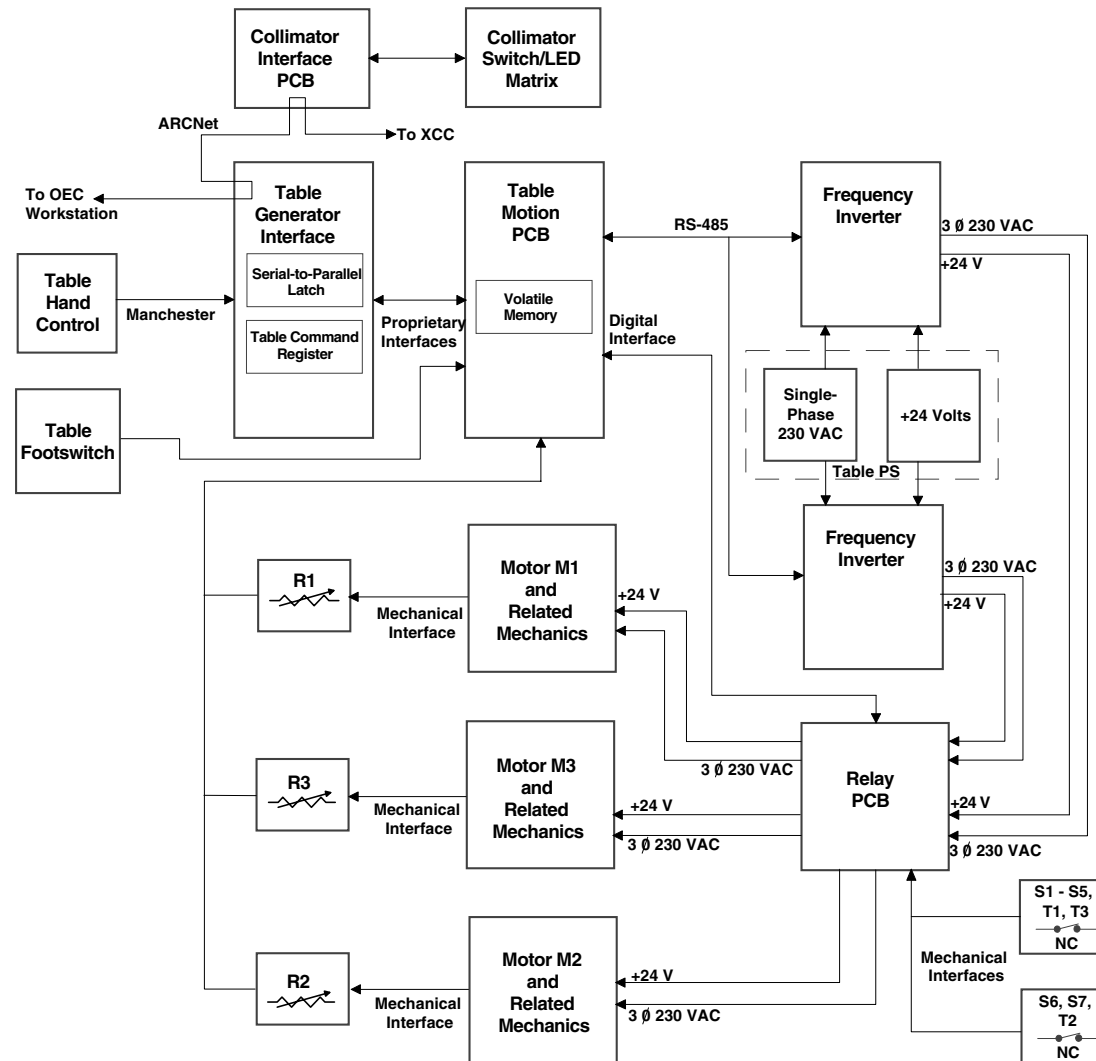 Collimator
Interface
PCB
Collimator
Switch/LED
Matrix
ARCNet
To XCC
To OEC
Workstation
Table
Generator
Interface
Serial-to-Parallel
Latch
Table Command
Register
Table
Motion
PCB
Volatile
Memory
RS-485
Frequency
Inverter
3 Ø 230 VAC
+24 V
Table
Hand
Control
Manchester
Proprietary
Interfaces
Digital
Interface
Table
Footswitch
Single-
Phase
230 VAC
+24 Volts
Table PS
Frequency
Inverter
3 Ø 230 VAC
+24 V
R1
Mechanical
Interface
Motor M1
and
Related
Mechanics
+24 V
3 Ø 230 VAC
R3
Mechanical
Interface
Motor M3
and
Related
Mechanics
+24 V
3 Ø 230 VAC
Relay
PCB
+24 V
3 Ø 230 VAC
R2
Mechanical
Interface
Motor M2
and
Related
Mechanics
+24 V
3 Ø 230 VAC
Mechanical
Interfaces
S1 - S5,
T1, T3
NC
S6, S7,
T2
NC